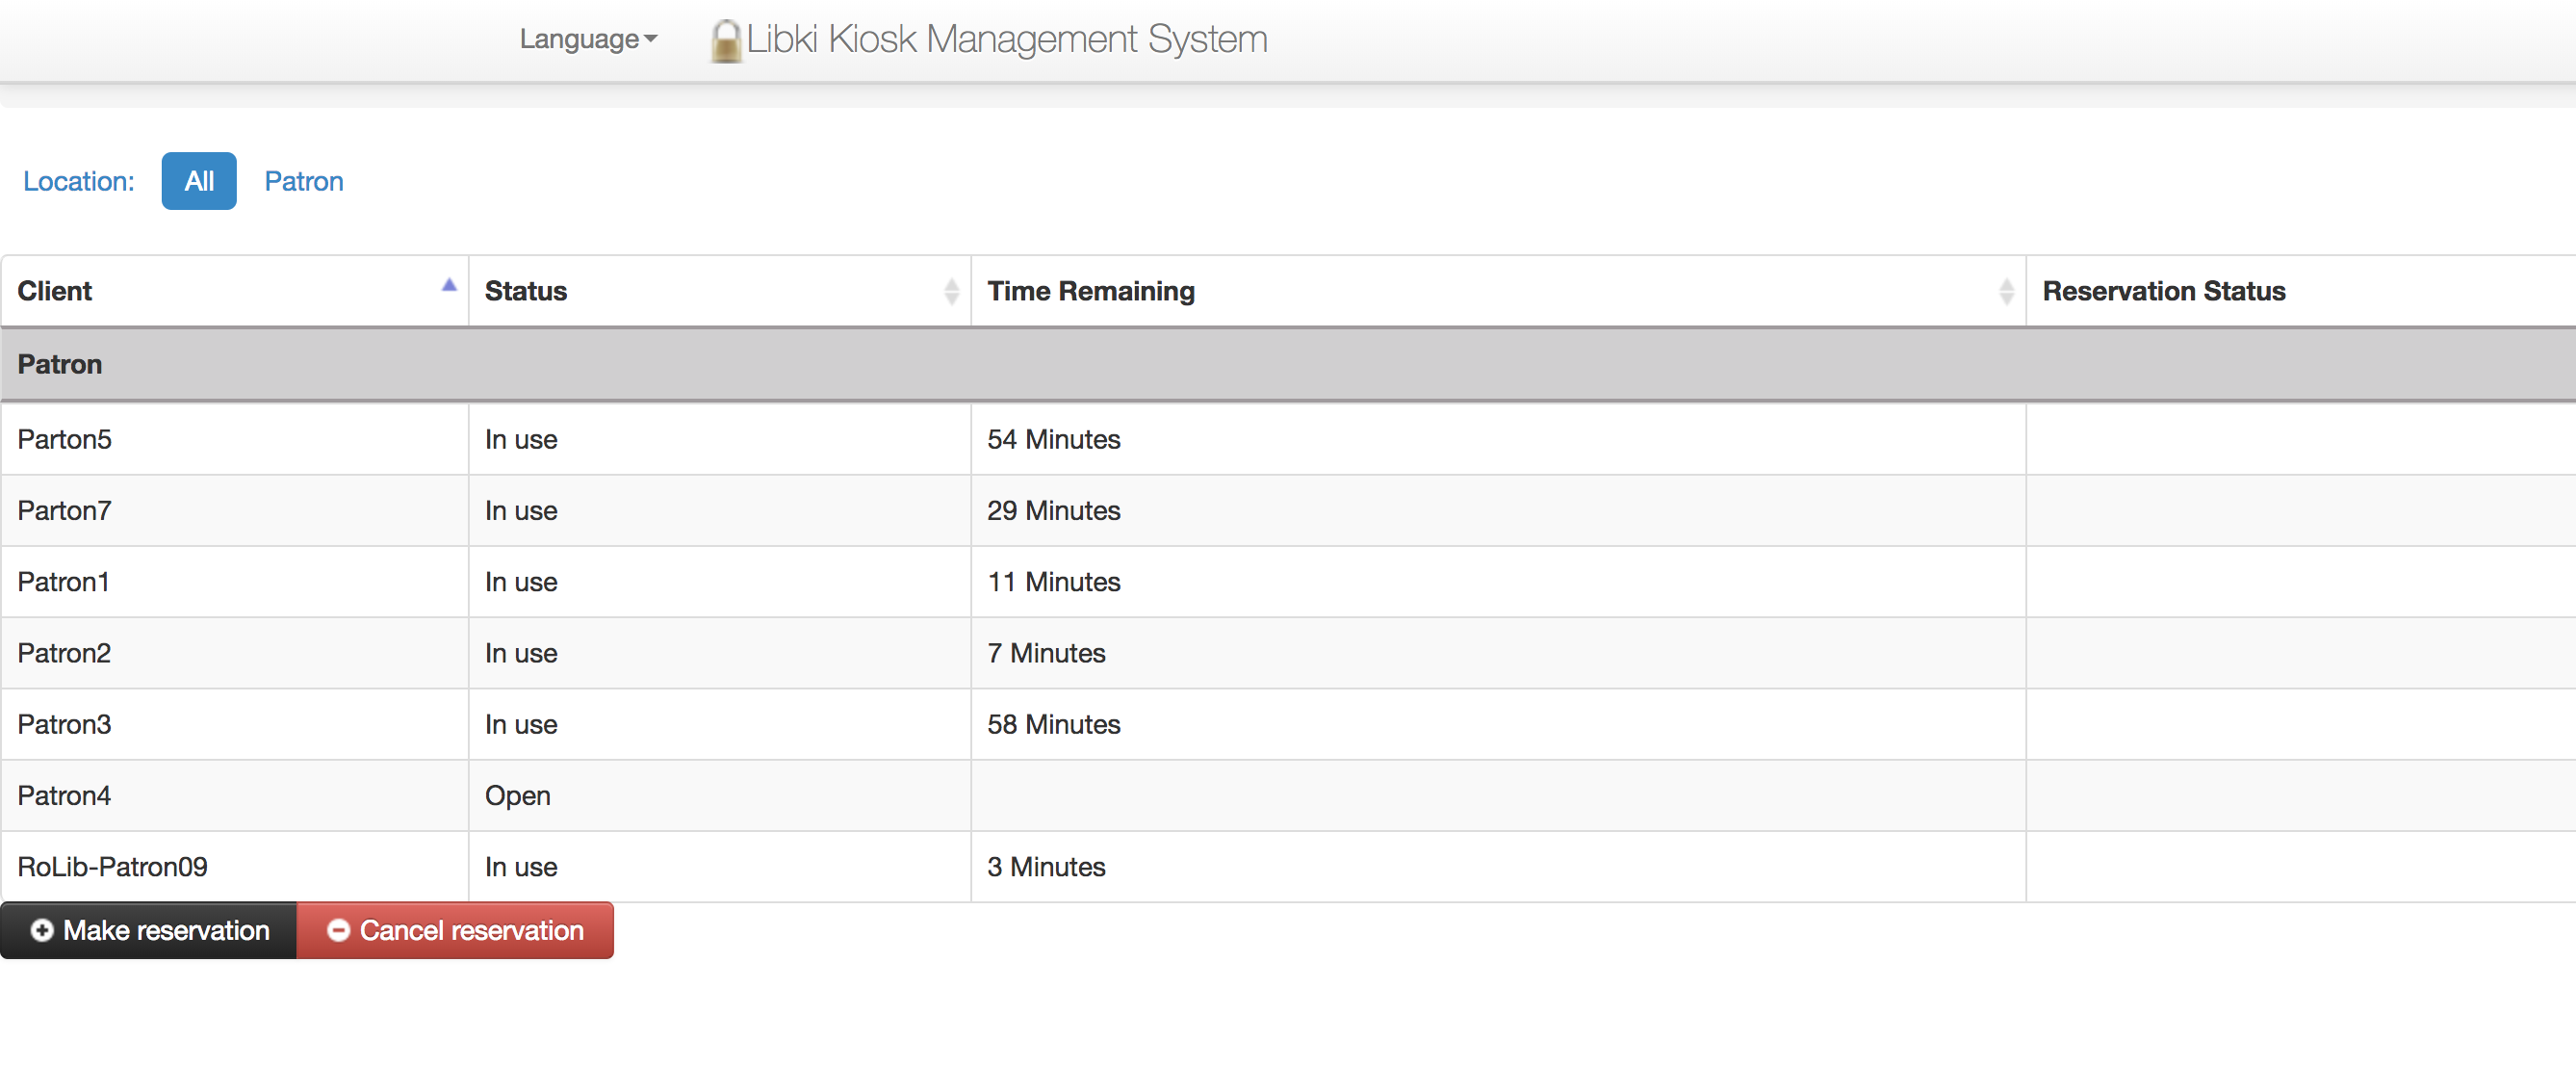 Language Libki Kiosk Management System
Location: All Patron
Client Status Time Remaining Reservation Status
Patron
Parton5 In use 54 Minutes
Parton7 In use 29 Minutes
Patron1 In use 11 Minutes
Patron2 In use 7 Minutes
Patron3 In use 58 Minutes
Patron4 Open
RoLib-Patron09 In use 3 Minutes
Make reservation Cancel reservation